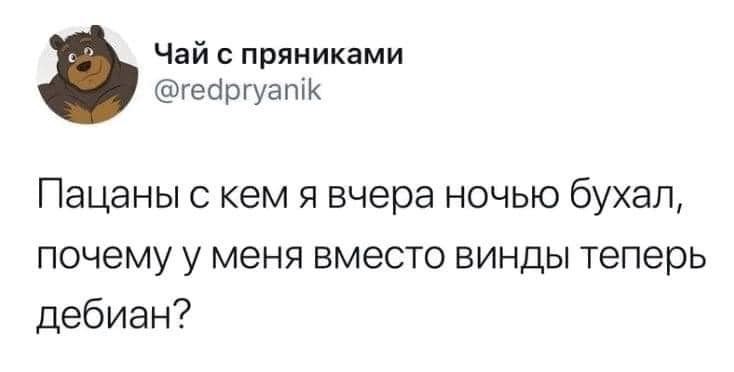 Чай с пряниками
@redpryanik
Пацаны с кем я вчера ночью бухал,
почему у меня вместо винды теперь
дебиан?